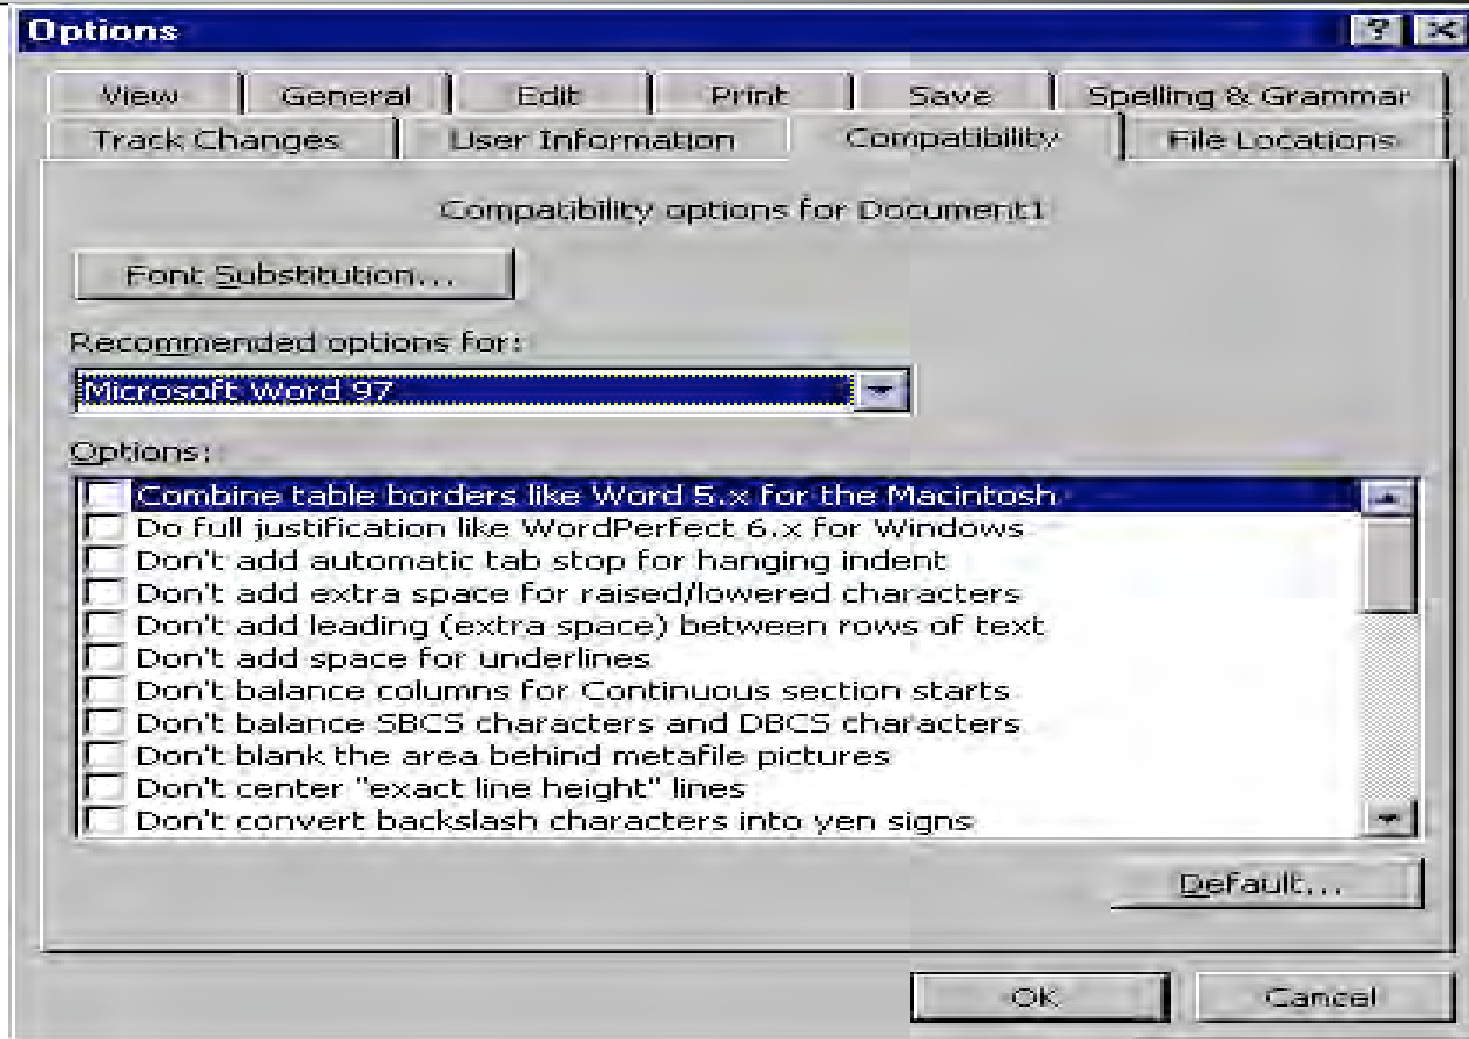 Options
View General Edit Print Save Spelling & Grammar
Track Changes User Information Compatibility File Locations
Compatibility options for Document1
Font Substitution...
Recommended options for:
Microsoft Word 97
Options:
Combine table borders like Word 5.x for the Macintosh
Do full justification like WordPerfect 6.x for Windows
Don't add automatic tab stop for hanging indent
Don't add extra space for raised/lowered characters
Don't add leading (extra space) between rows of text
Don't add space for underlines
Don't balance columns for Continuous section starts
Don't balance SBCS characters and DBCS characters
Don't blank the area behind metafile pictures
Don't center "exact line height" lines
Don't convert backslash characters into yen signs
Default...
OK Cancel